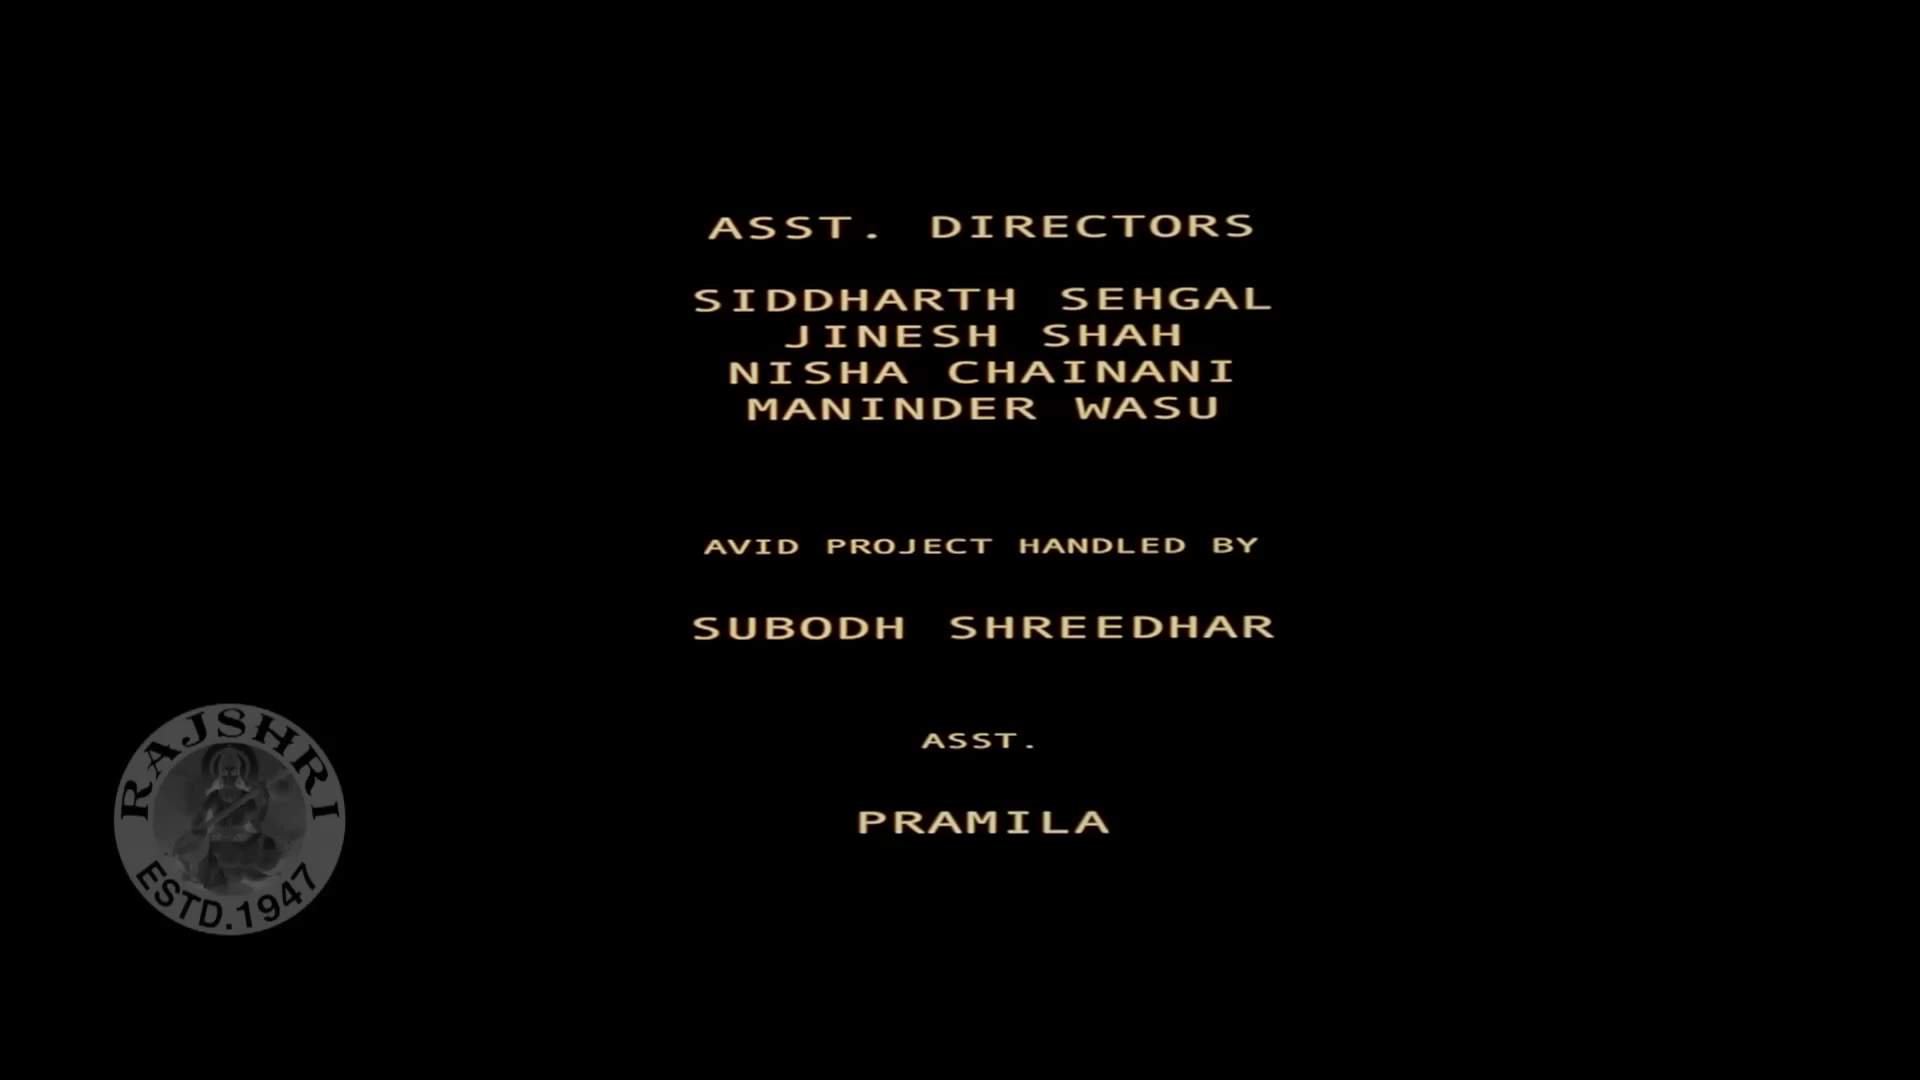 ASST. DIRECTORS
SIDDHARTH SEHGAL
JINESH SHAH
NISHA CHAINANI
MANINDER WASU
AVID PROJECT HANDLED BY
SUBODH SHREEDHAR
ASST.
PRAMILA
RAJSHRI
ESTD.1947